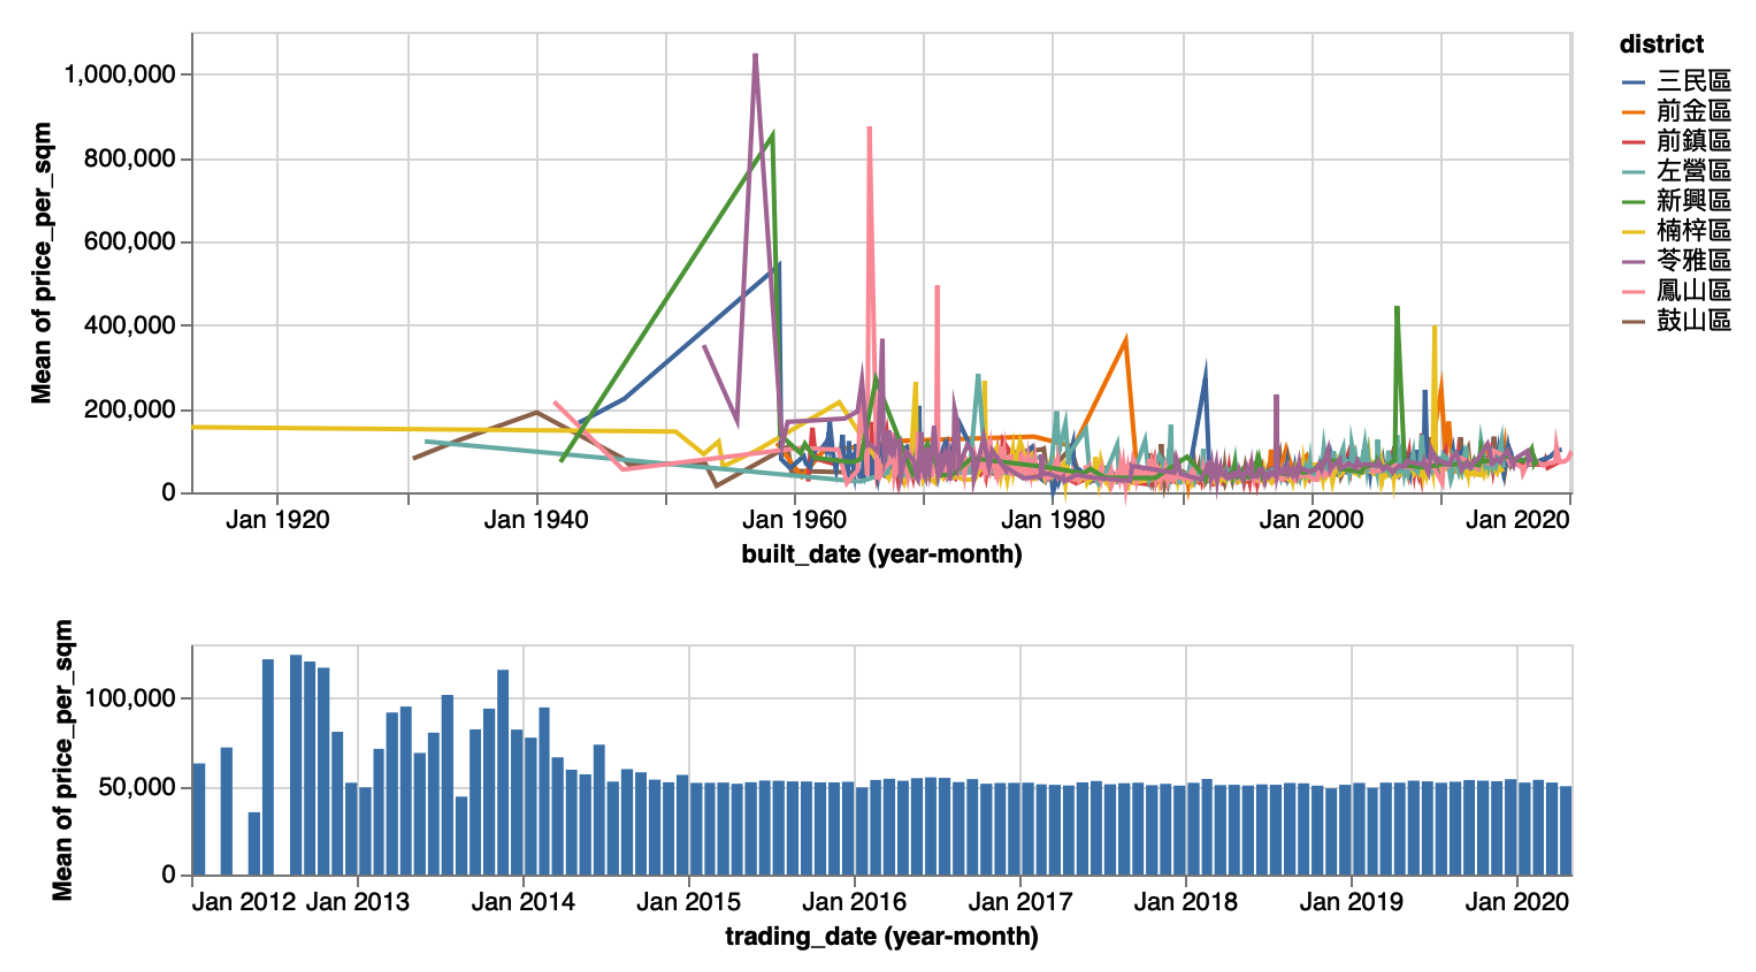 Mean of price_per_sqm
1,000,000
800,000
600,000
400,000
200,000
0
Jan 1920 Jan 1940 Jan 1960 Jan 1980 Jan 2000 Jan 2020
built_date (year-month)
district
三民區
前金區
前鎮區
左營區
新興區
楠梓區
苓雅區
鳳山區
鼓山區
Mean of price_per_sqm
100,000
50,000
0
Jan 2012 Jan 2013 Jan 2014 Jan 2015 Jan 2016 Jan 2017 Jan 2018 Jan 2019 Jan 2020
trading_date (year-month)